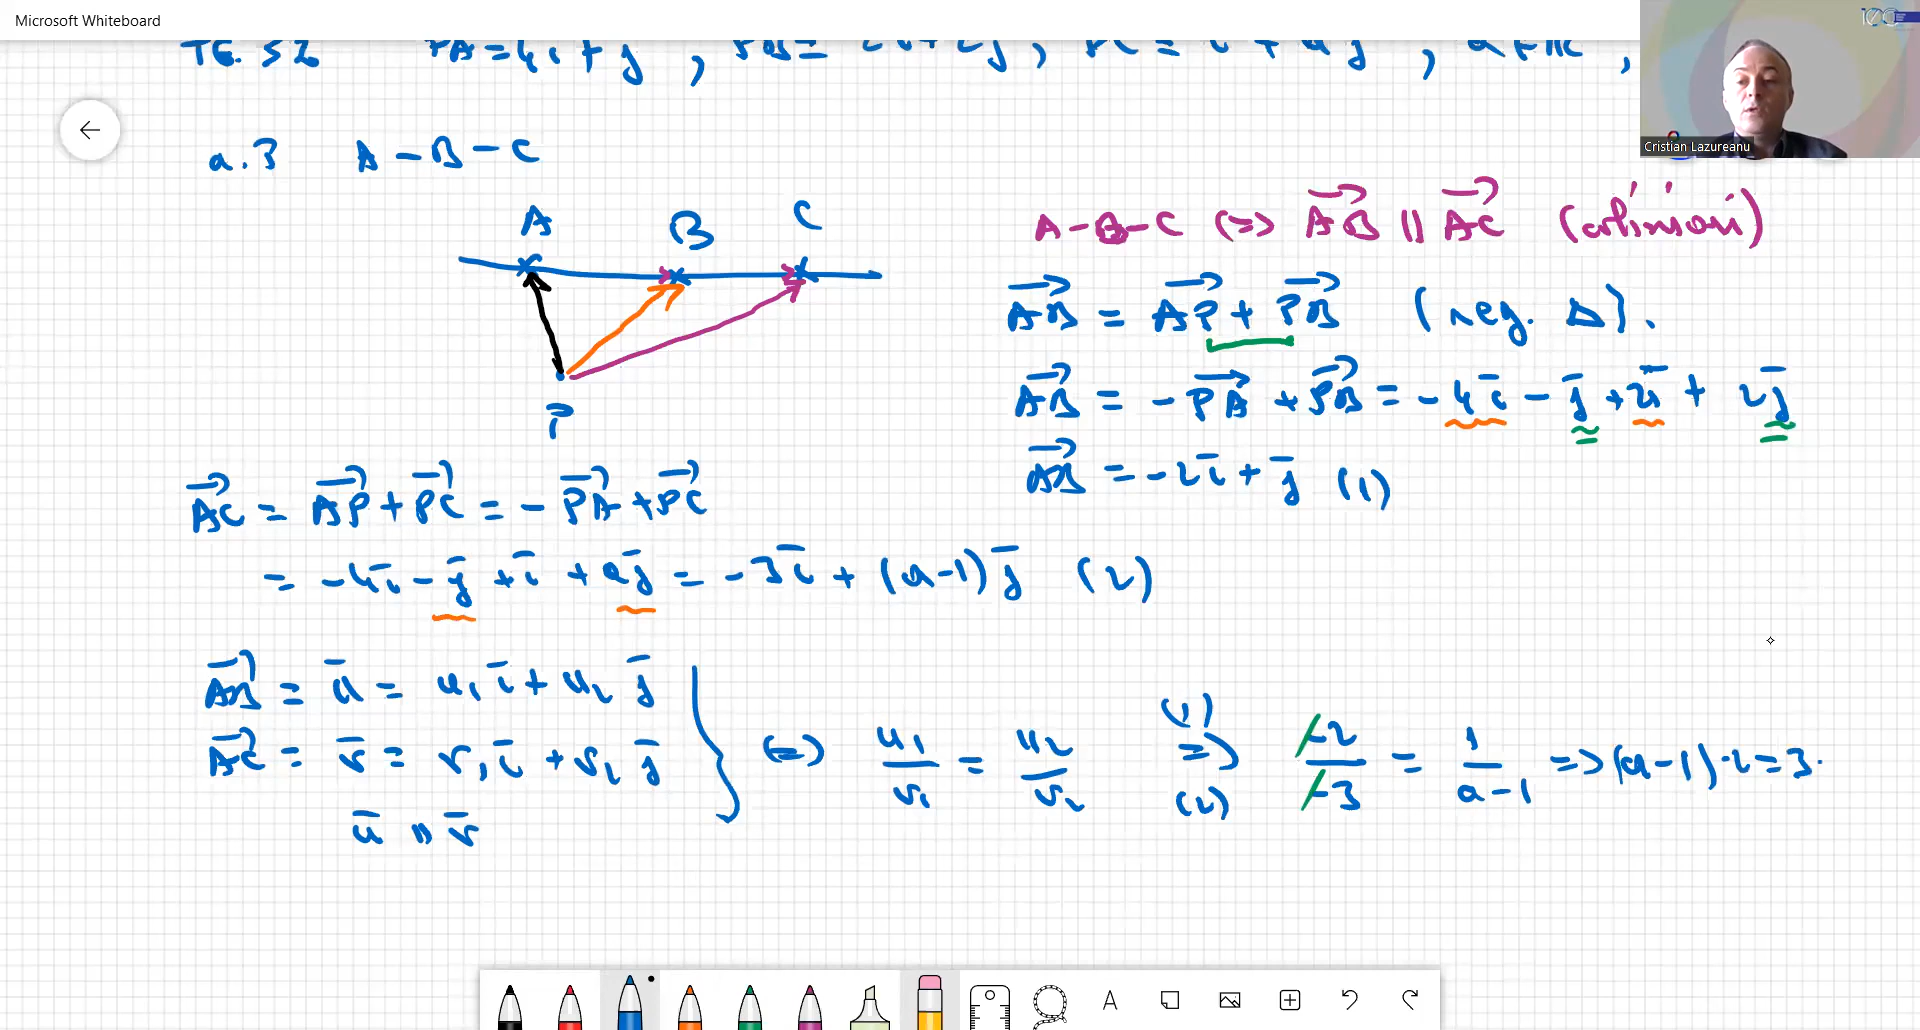 Microsoft Whiteboard
TG. 52 PA = 4i + j , PB = 2i + 2j , PC = i + aj , a ∈ ℝ ,
Cristian Lazureanu
a.3 A – B – C
A B C
P
A – B – C (=) AB || AC (coliniari)
AB = AP + PB (reg. Δ).
AB = – PA + PB = – 4i – j + 2i + 2j
AB = – 2i + j (1)
AC = AP + PC = – PA + PC
= – 4i – j + i + aj = – 3i + (a – 1) j (2)
AB = u = u₁ i + u₂ j
AC = v = v₁ i + v₂ j
u || v
(=) u₁/v₁ = u₂/v₂ (1) =) (2) -2/-3 = 1/a-1 => (a-1)·2 = 3.